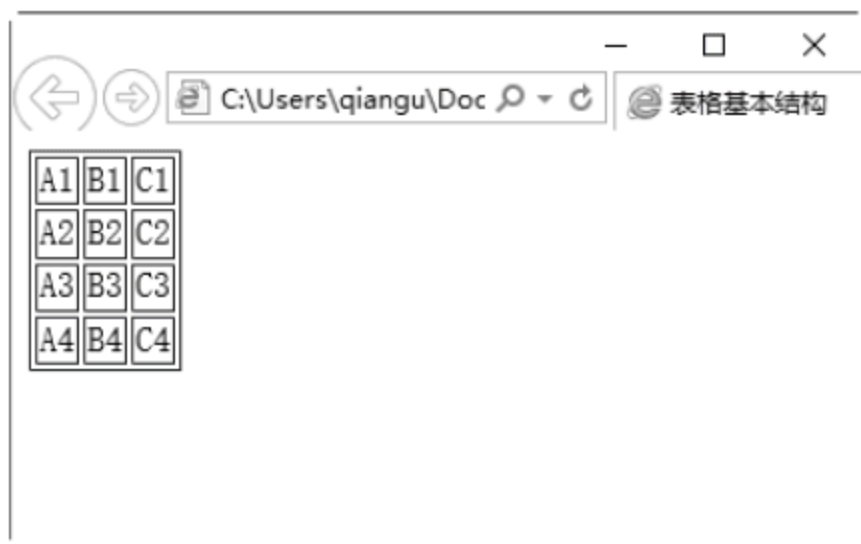 C:\Users\qiangu\Doc
表格基本结构
A1 B1 C1
A2 B2 C2
A3 B3 C3
A4 B4 C4